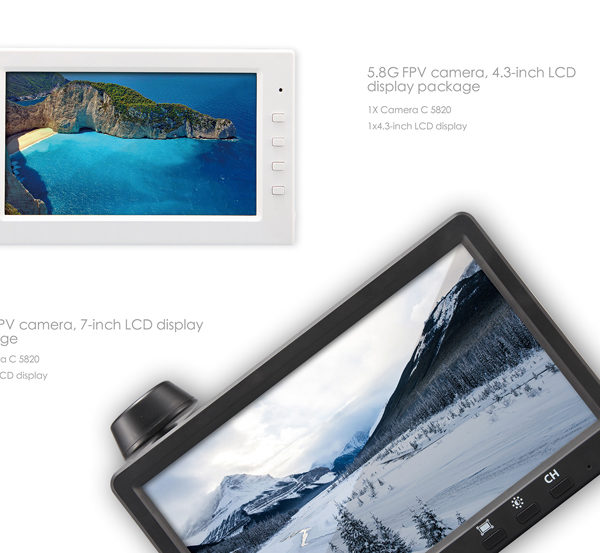 5.8G FPV camera, 4.3-inch LCD
display package
1X Camera C 5820
1x4.3-inch LCD display
PV camera, 7-inch LCD display
ge
a C 5820
CD display
CH